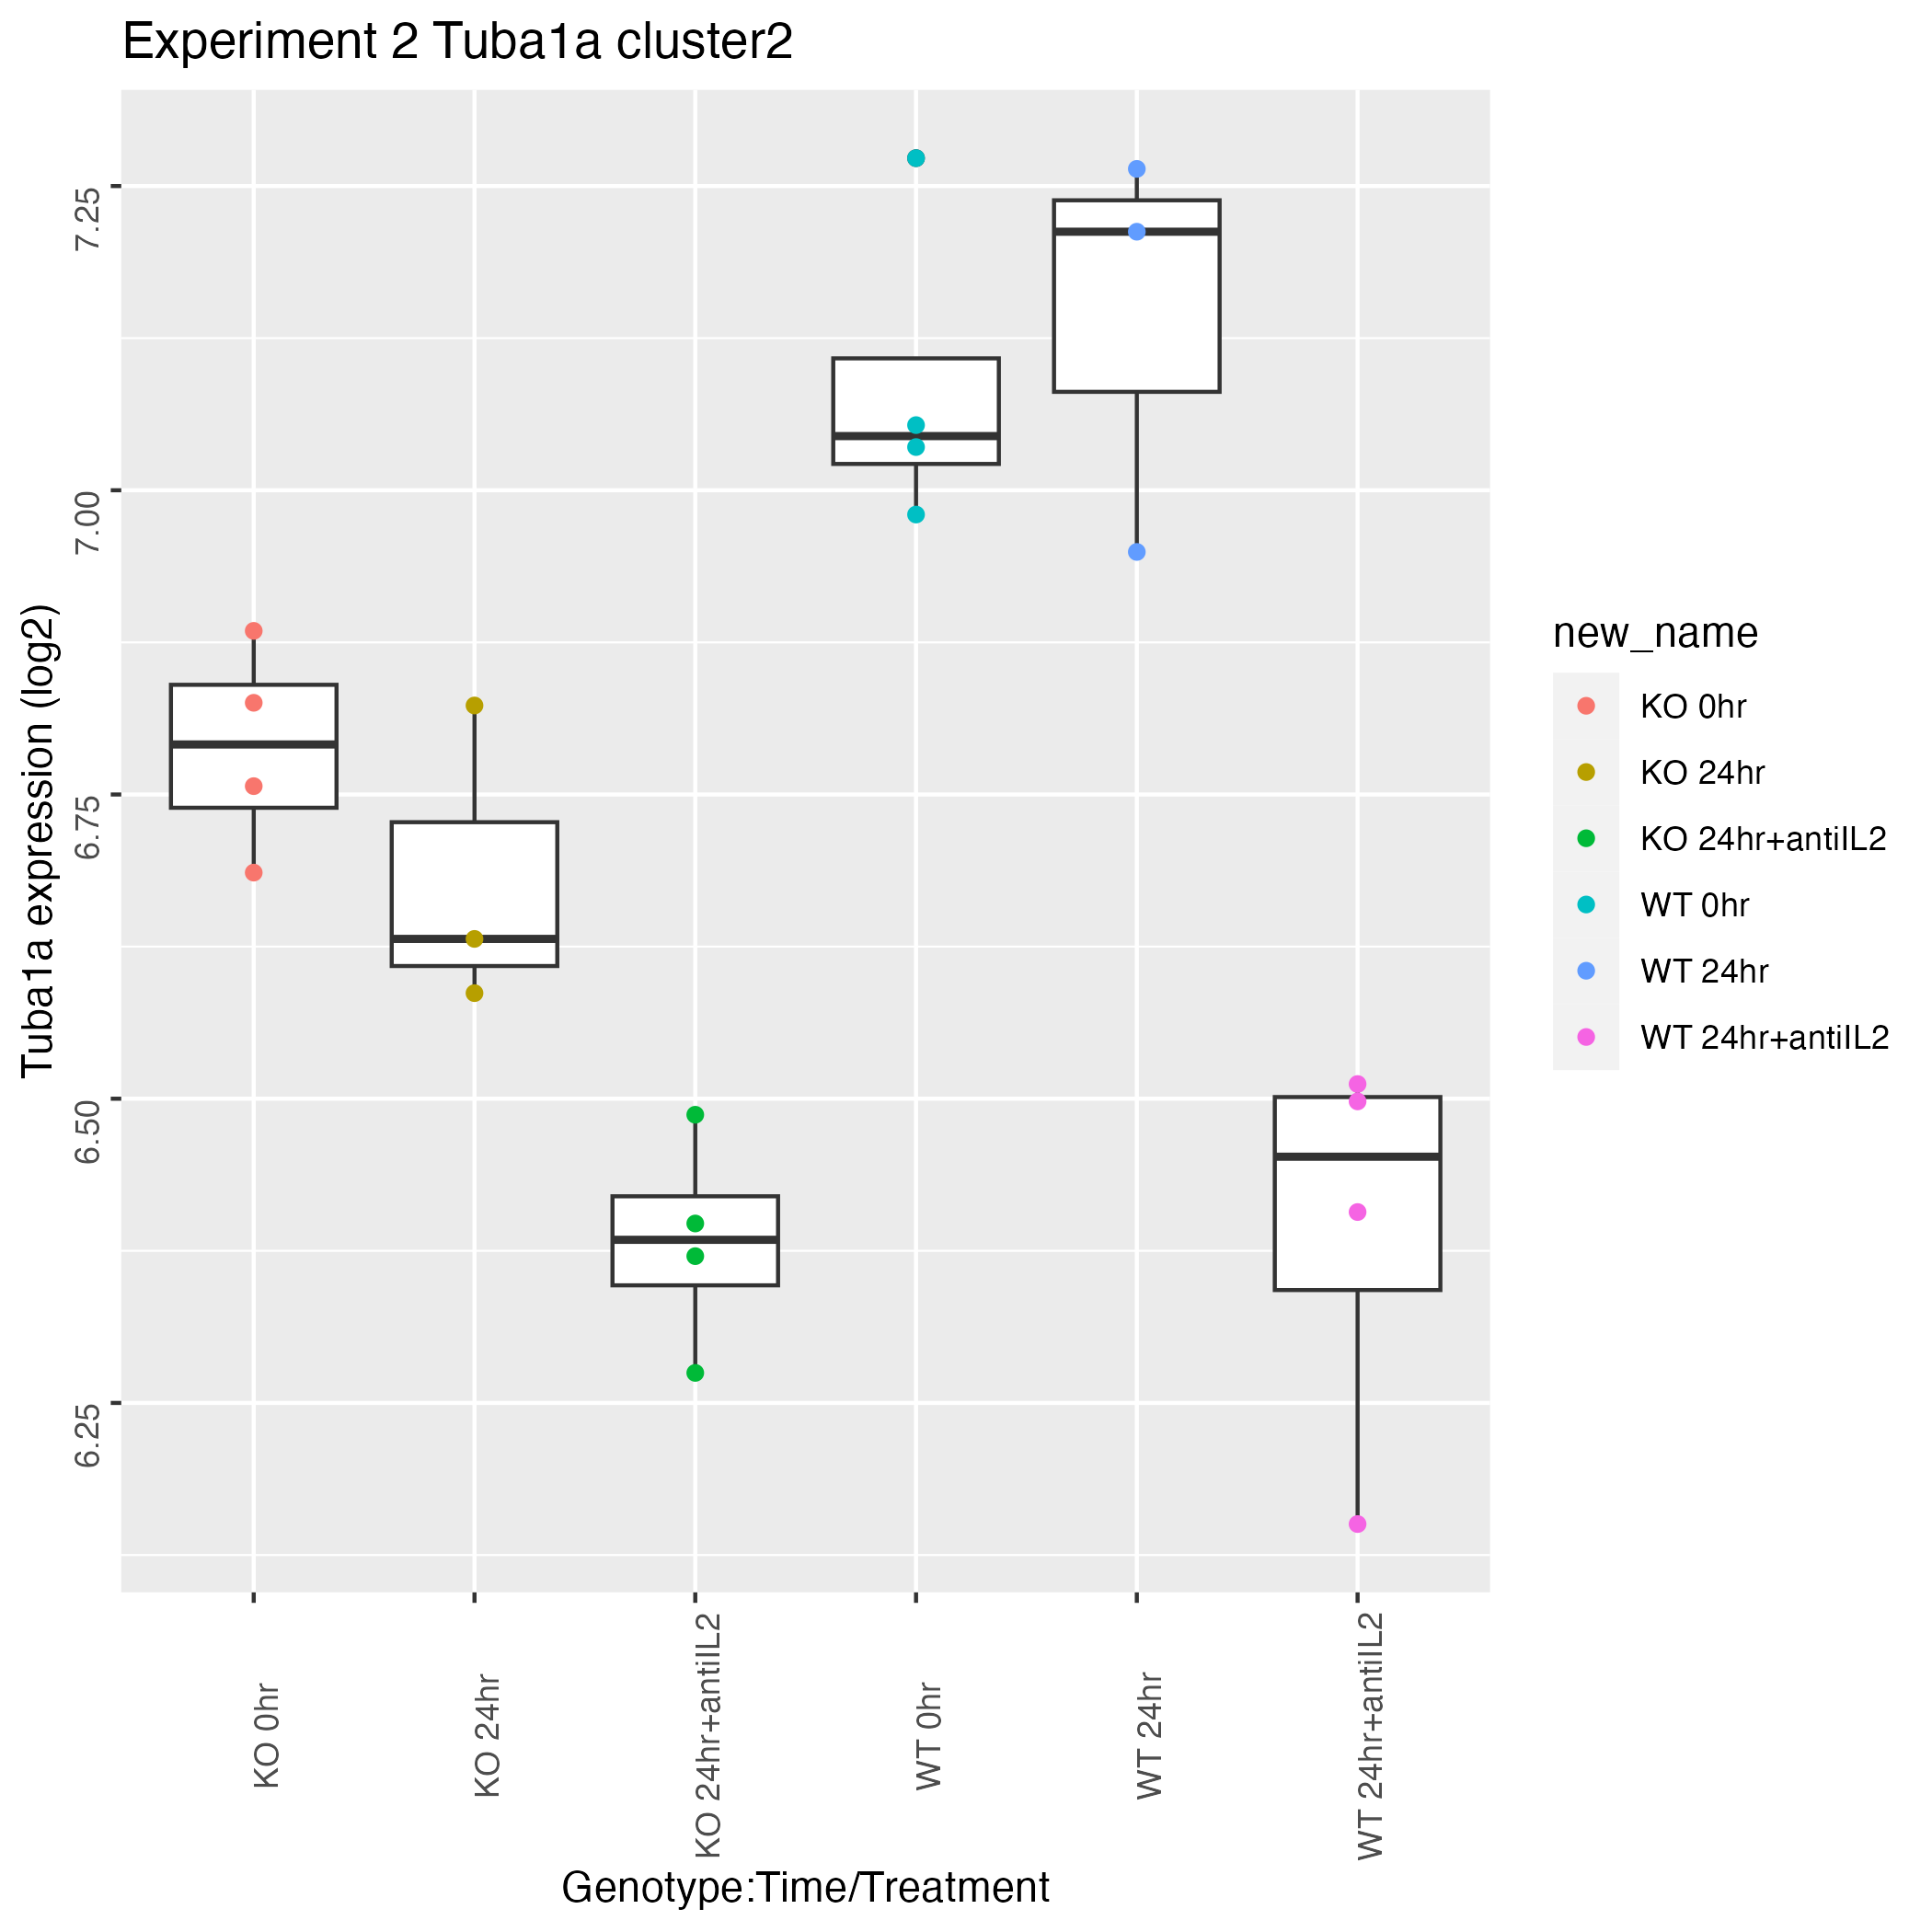 Experiment 2 Tuba1a cluster2
Tuba1a expression (log2)
7.25
7.00
6.75
6.50
6.25
KO 0hr
KO 24hr
KO 24hr+antiIL2
WT 0hr
WT 24hr
WT 24hr+antiIL2
Genotype:Time/Treatment
new_name
KO 0hr
KO 24hr
KO 24hr+antiIL2
WT 0hr
WT 24hr
WT 24hr+antiIL2